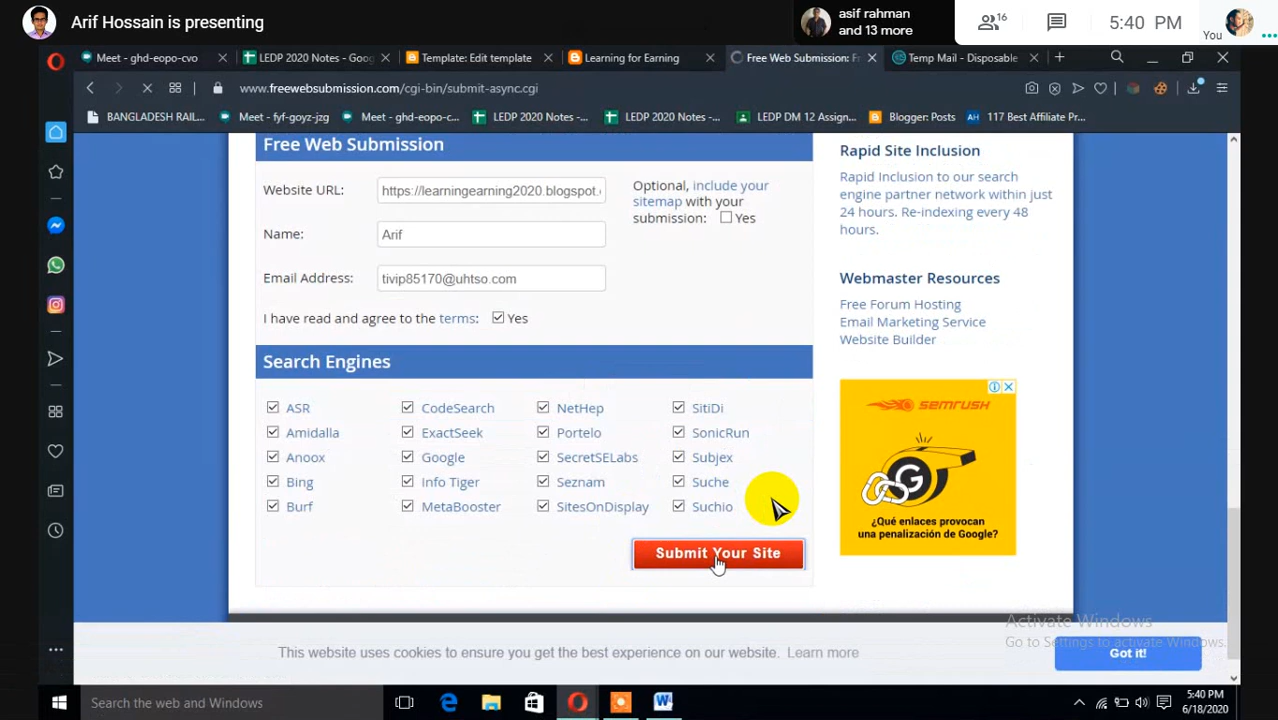 Arif Hossain is presenting
asif rahman
and 13 more
16
5:40 PM
You
Meet - ghd-eopo-cvo
LEDP 2020 Notes - Goog
Template: Edit template
Learning for Earning
Free Web Submission: Fr
Temp Mail - Disposable
www.freewebsubmission.com/cgi-bin/submit-async.cgi
BANGLADESH RAIL...
Meet - fyf-goyz-jzg
Meet - ghd-eopo-c...
LEDP 2020 Notes -...
LEDP 2020 Notes -...
LEDP DM 12 Assign...
Blogger: Posts
117 Best Affiliate Pr...
Free Web Submission
Website URL:
https://learningearning2020.blogspot.
Optional, include your
sitemap with your
submission: Yes
Name:
Arif
Email Address:
tivip85170@uhtso.com
I have read and agree to the terms: Yes
Rapid Site Inclusion
Rapid Inclusion to our search
engine partner network within just
24 hours. Re-indexing every 48
hours.
Webmaster Resources
Free Forum Hosting
Email Marketing Service
Website Builder
Search Engines
ASR CodeSearch NetHep SitiDi
Amidalla ExactSeek Portelo SonicRun
Anoox Google SecretSELabs Subjex
Bing Info Tiger Seznam Suche
Burf MetaBooster SitesOnDisplay Suchio
Submit Your Site
SEMRUSH
G
¿Qué enlaces provocan
una penalización de Google?
Activate Windows
Go to Settings to activate Windows.
This website uses cookies to ensure you get the best experience on our website. Learn more
Got it!
Search the web and Windows
5:40 PM
6/18/2020